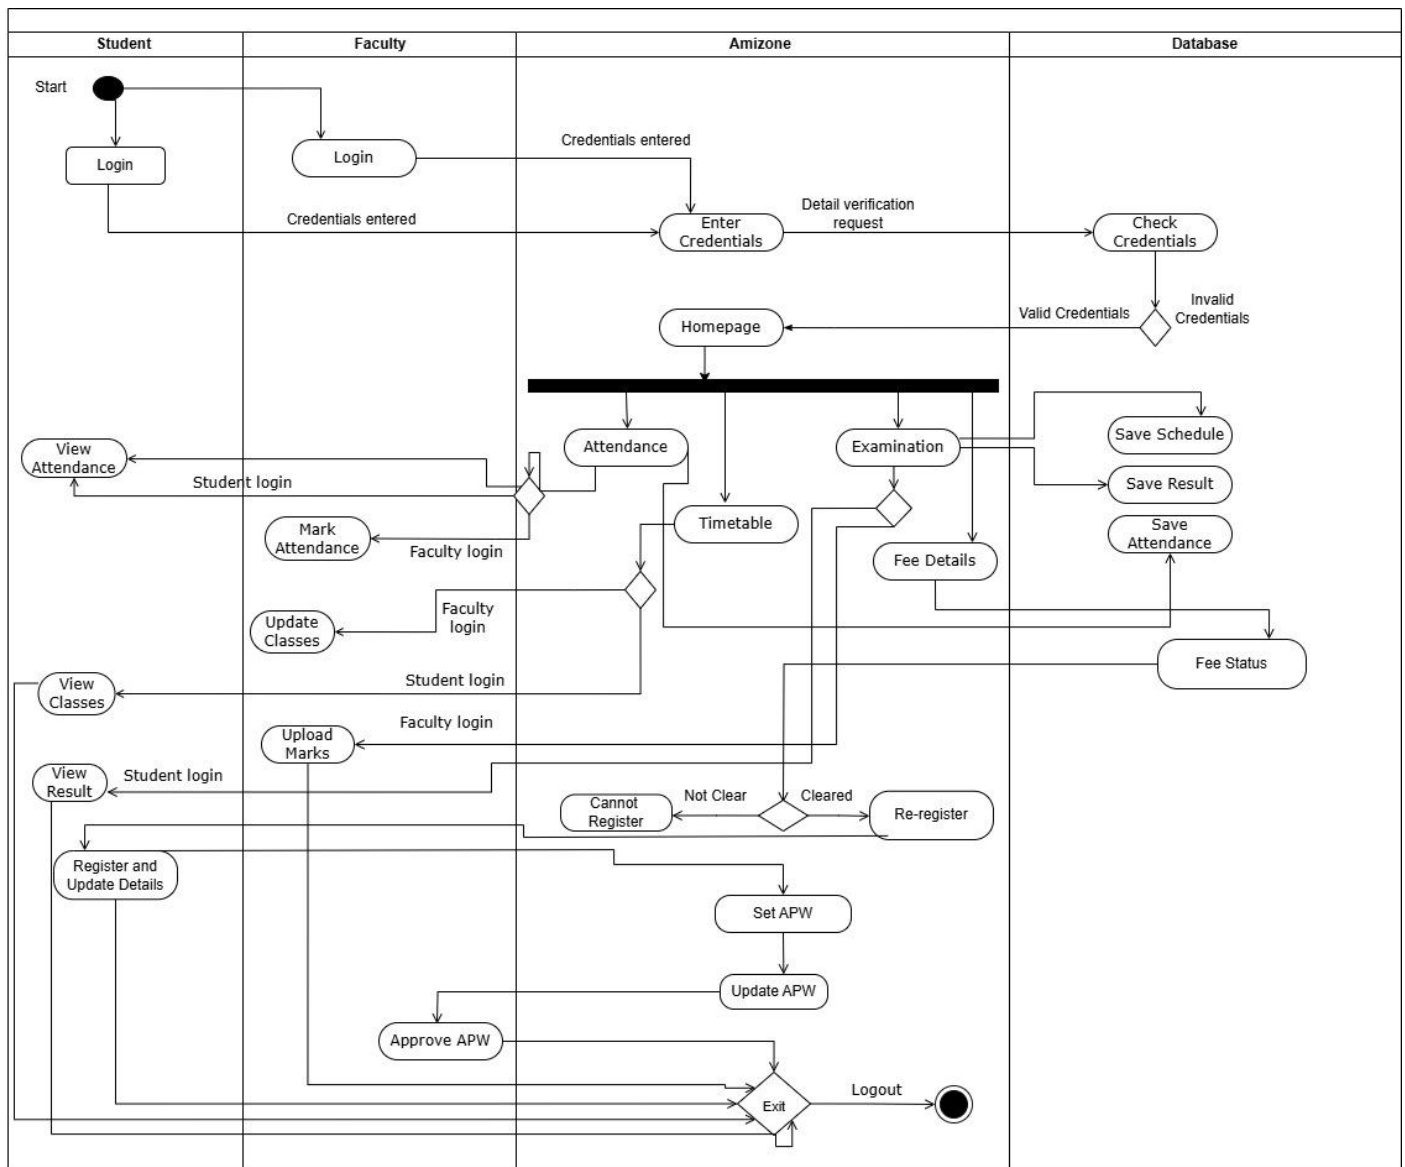 Student
Faculty
Amizone
Database
Start
Login
Login
Credentials entered
Credentials entered
Enter
Credentials
Detail verification
request
Check
Credentials
Homepage
Valid Credentials
Invalid
Credentials
View
Attendance
Student login
Attendance
Examination
Save Schedule
Save Result
Mark
Attendance
Faculty login
Timetable
Save
Attendance
Fee Details
Update
Classes
Faculty
login
Fee Status
View
Classes
Student login
Upload
Marks
Faculty login
View
Result
Student login
Cannot
Register
Not Clear
Cleared
Re-register
Register and
Update Details
Set APW
Update APW
Approve APW
Exit
Logout